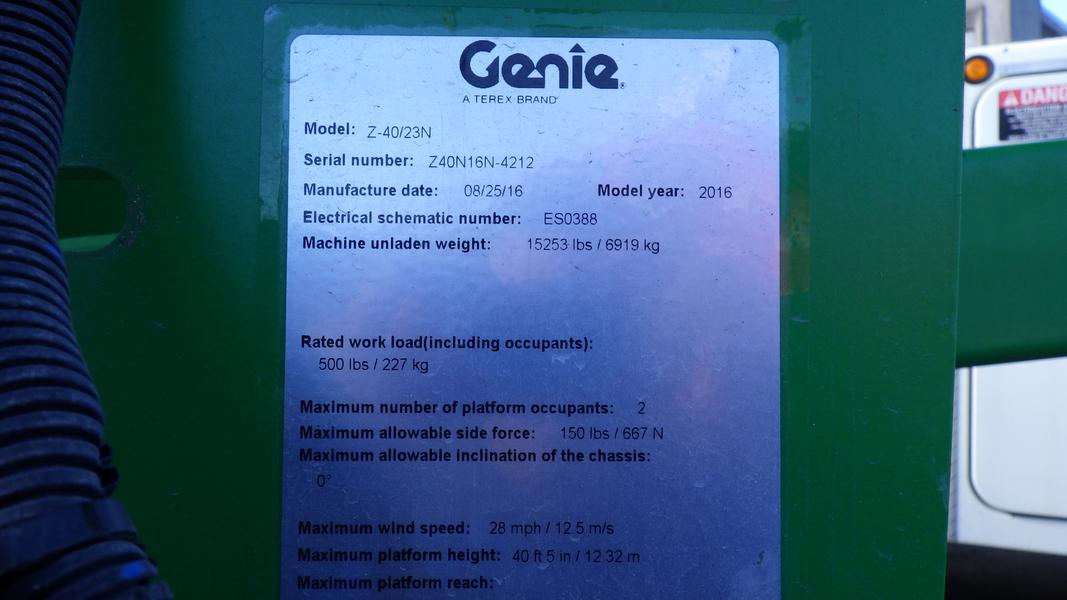 Genie
A TEREX BRAND
Model: Z-40/23N
Serial number: Z40N16N-4212
Manufacture date: 08/25/16 Model year: 2016
Electrical schematic number: ES0388
Machine unladen weight: 15253 lbs / 6919 kg
Rated work load(including occupants):
500 lbs / 227 kg
Maximum number of platform occupants: 2
Maximum allowable side force: 150 lbs / 667 N
Maximum allowable inclination of the chassis:
0°
Maximum wind speed: 28 mph / 12.5 m/s
Maximum platform height: 40 ft 5 in / 12.32 m
Maximum platform reach:
DANG